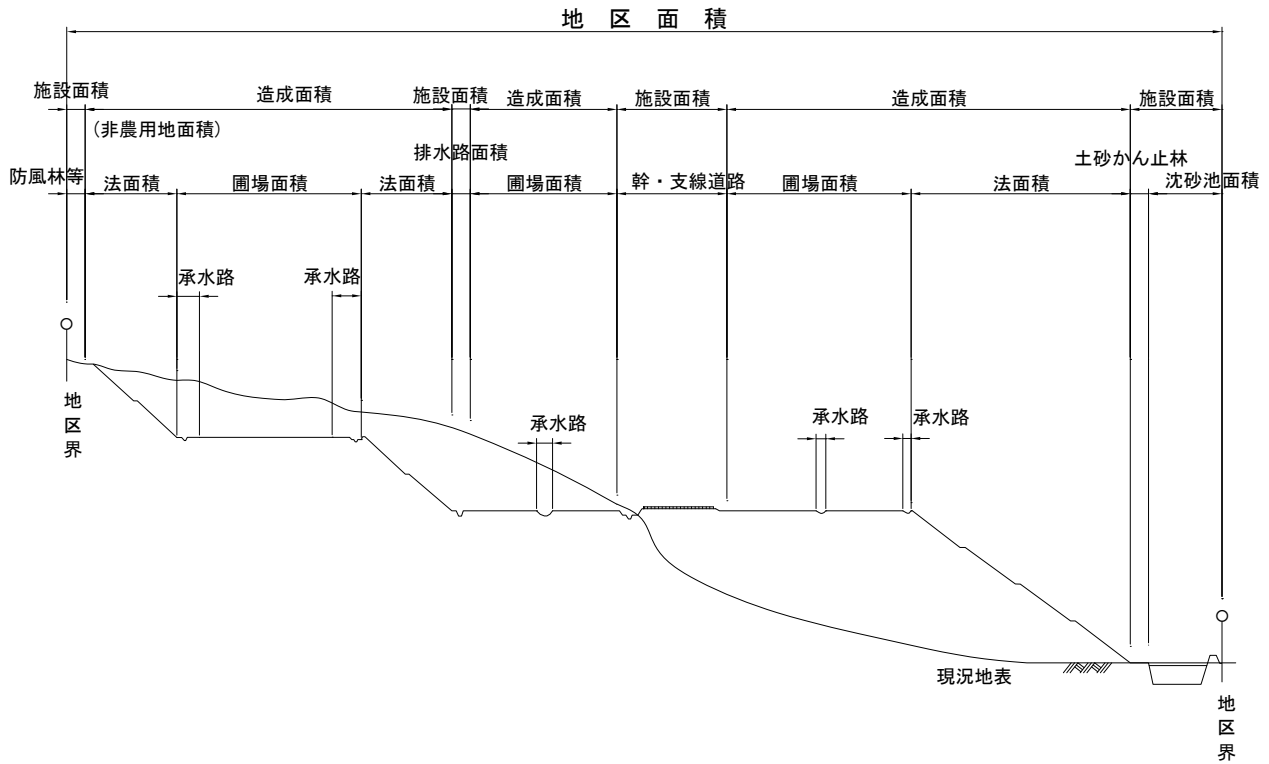 地区面積
施設面積
造成面積
施設面積
造成面積
施設面積
造成面積
施設面積
(非農用地面積)
排水路面積
土砂かん止林
防風林等
法面積
圃場面積
法面積
圃場面積
幹・支線道路
圃場面積
法面積
沈砂池面積
承水路
承水路
地区界
承水路
承水路
承水路
現況地表
地区界